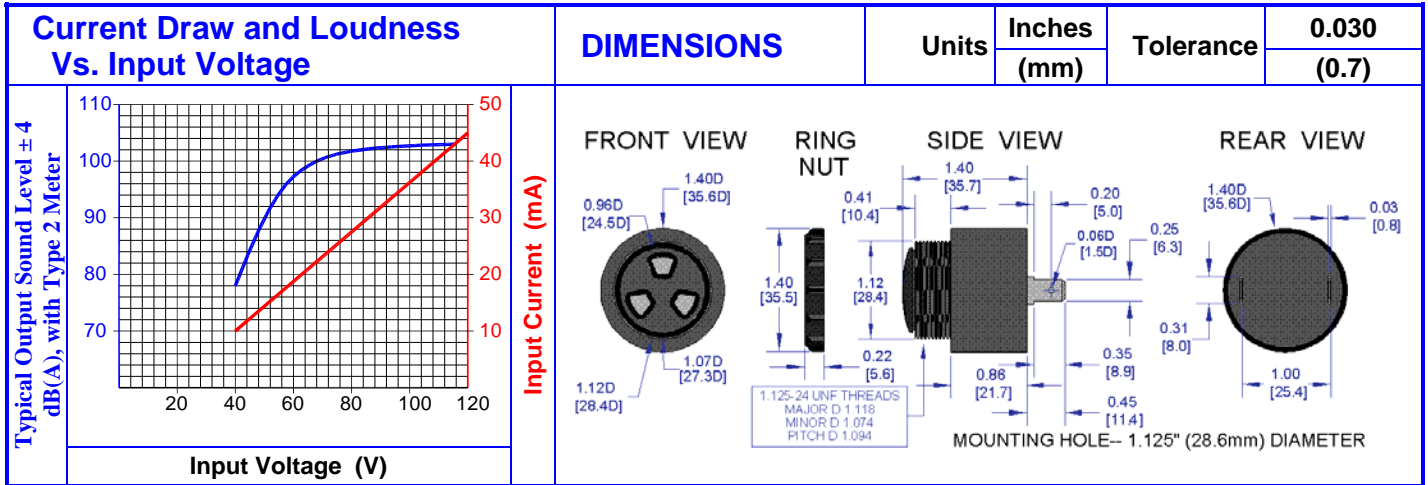 Current Draw and Loudness
Vs. Input Voltage
DIMENSIONS
Units
Inches
(mm)
Tolerance
0.030
(0.7)
Typical Output Sound Level ± 4
dB(A), with Type 2 Meter
110
100
90
80
70
50
40
30
20
10
Input Current (mA)
20 40 60 80 100 120
Input Voltage (V)
FRONT VIEW
0.96D
[24.5D]
1.40D
[35.6D]
1.12D
[28.4D]
1.07D
[27.3D]
RING
NUT
1.40
[35.5]
0.22
[5.6]
SIDE VIEW
1.40
[35.7]
0.41
[10.4]
0.20
[5.0]
0.06D
[1.5D]
0.25
[6.3]
1.12
[28.4]
0.86
[21.7]
0.35
[8.9]
0.45
[11.4]
1.125-24 UNF THREADS
MAJOR D 1.118
MINOR D 1.074
PITCH D 1.094
REAR VIEW
1.40D
[35.6D]
0.03
[0.8]
0.31
[8.0]
1.00
[25.4]
MOUNTING HOLE-- 1.125" (28.6mm) DIAMETER